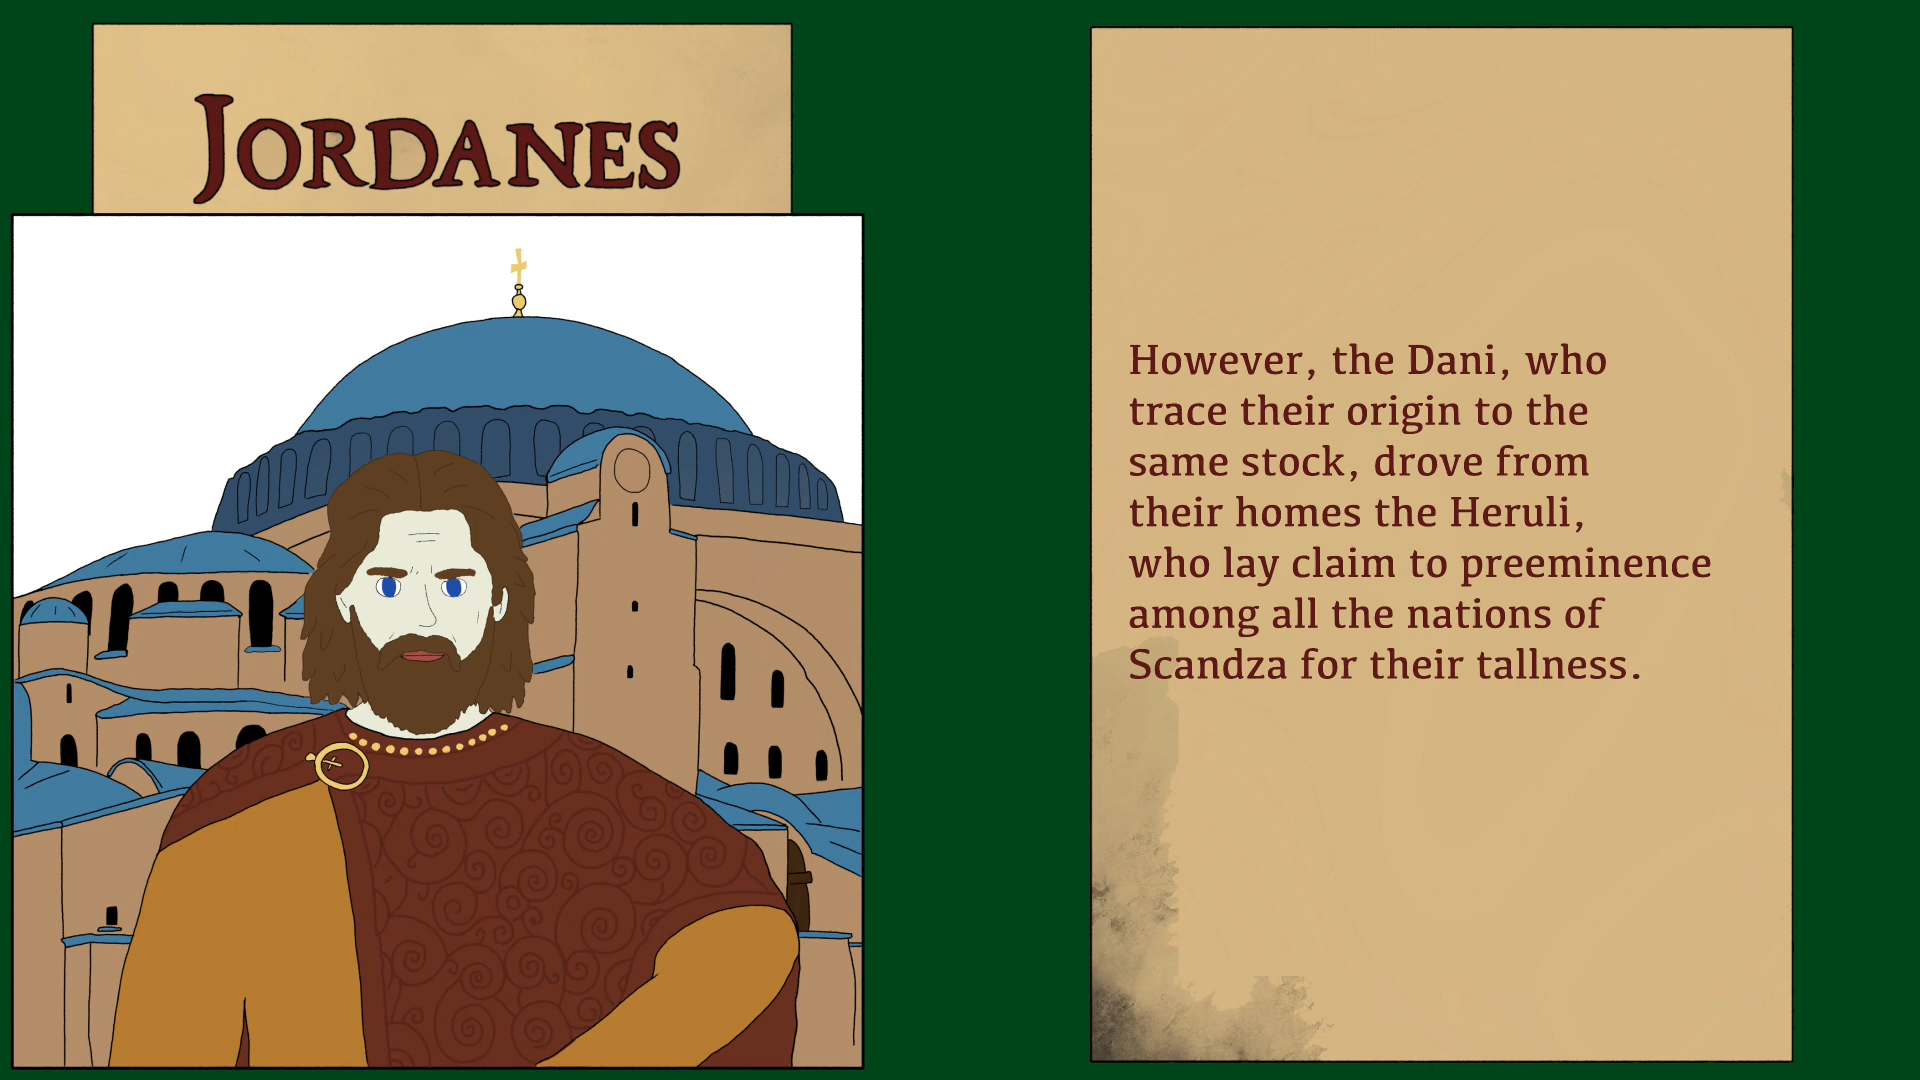 JORDANES
However, the Dani, who
trace their origin to the
same stock, drove from
their homes the Heruli,
who lay claim to preeminence
among all the nations of
Scandza for their tallness.